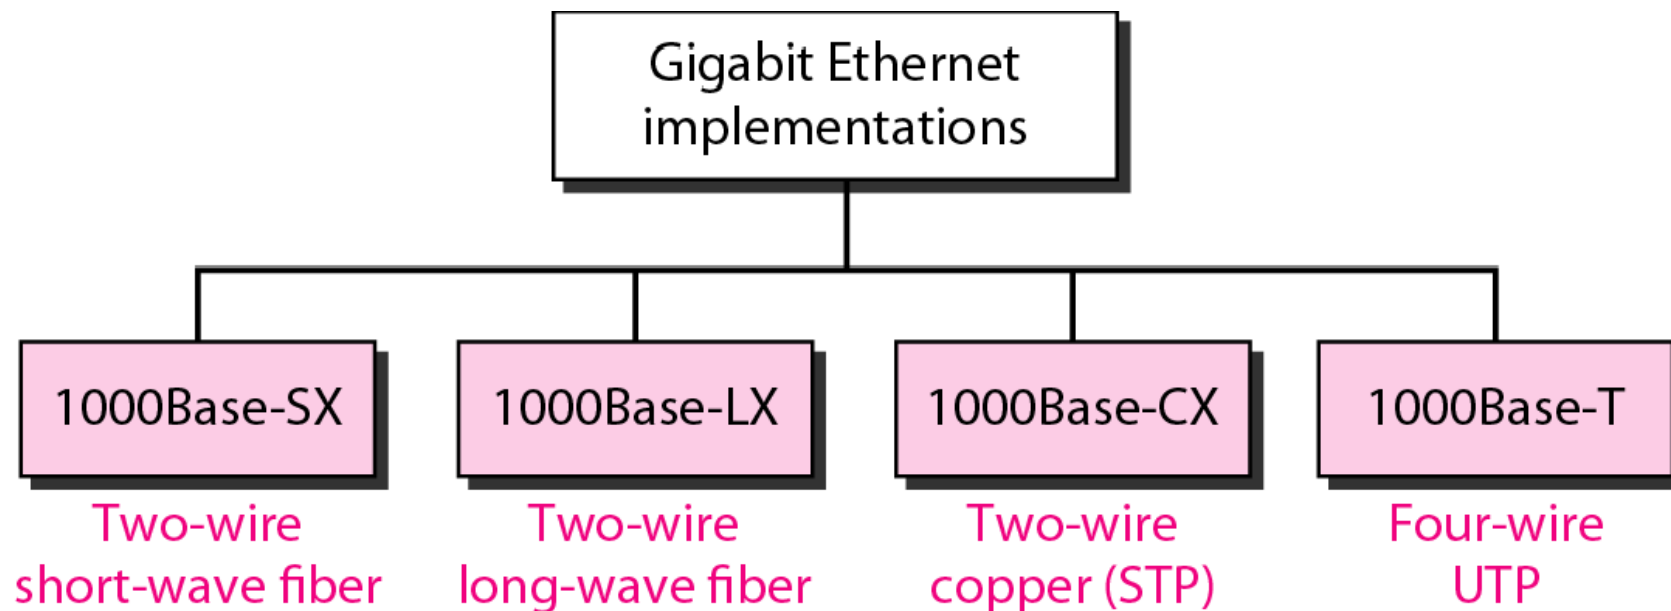 Gigabit Ethernet
implementations
1000Base-SX
1000Base-LX
1000Base-CX
1000Base-T
Two-wire
short-wave fiber
Two-wire
long-wave fiber
Two-wire
copper (STP)
Four-wire
UTP